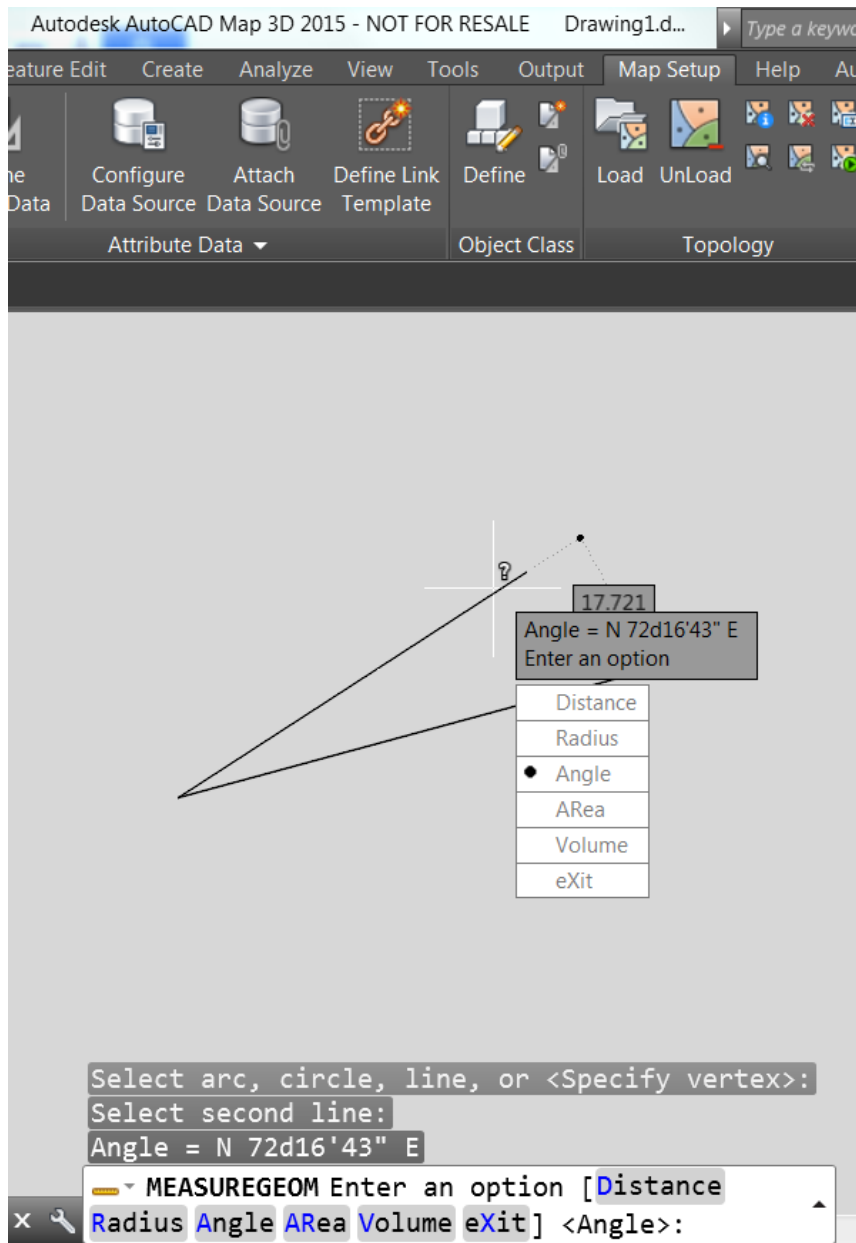 Autodesk AutoCAD Map 3D 2015 - NOT FOR RESALE Drawing1.d... Type a keywo
eature Edit Create Analyze View Tools Output Map Setup Help Au
ne Configure Attach Define Link Define Load UnLoad
Data Data Source Data Source Template
Attribute Data Object Class Topology
17.721
Angle = N 72d16'43" E
Enter an option
Distance
Radius
Angle
ARea
Volume
eXit
Select arc, circle, line, or <Specify vertex>:
Select second line:
Angle = N 72d16'43" E
MEASUREGEOM Enter an option [Distance
Radius Angle ARea Volume eXit] <Angle>: